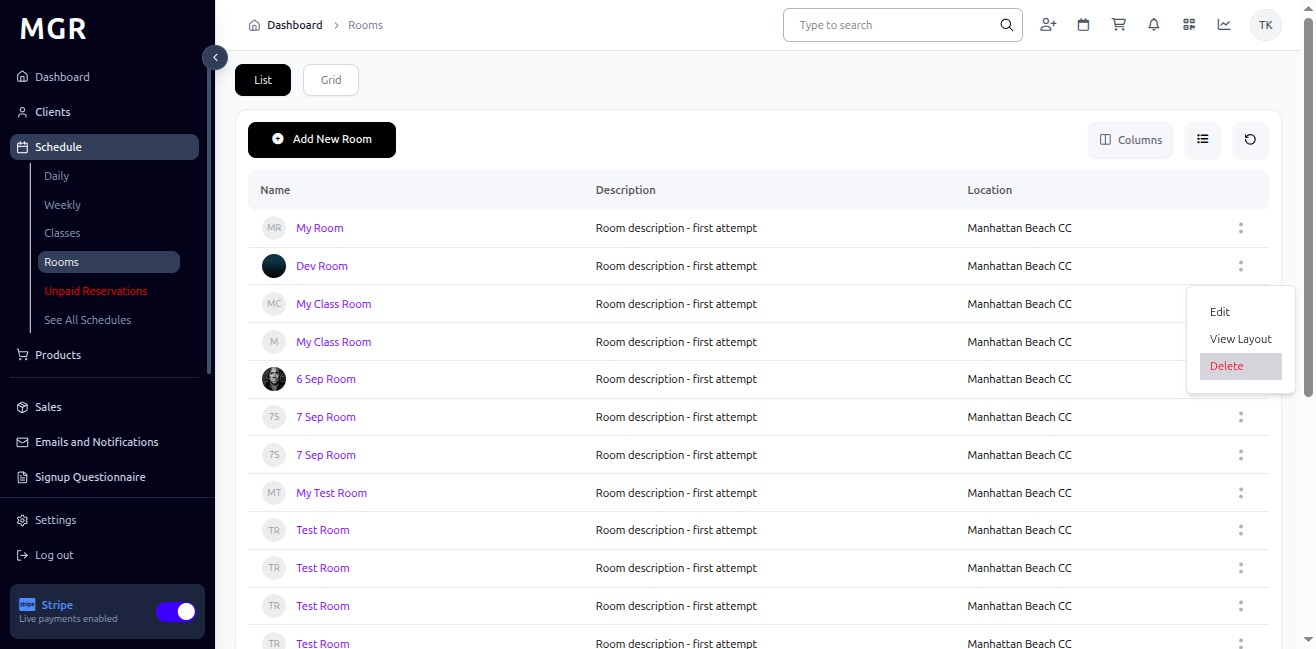 MGR
Dashboard
Clients
Schedule
Daily
Weekly
Classes
Rooms
Unpaid Reservations
See All Schedules
Products
Sales
Emails and Notifications
Signup Questionnaire
Settings
Log out
stripe Stripe
Live payments enabled
Dashboard > Rooms
Type to search
TK
List Grid
Add New Room
Columns
Name Description Location
MR My Room Room description - first attempt Manhattan Beach CC
Dev Room Room description - first attempt Manhattan Beach CC
MC My Class Room Room description - first attempt Manhattan Beach CC
M My Class Room Room description - first attempt Manhattan Beach CC
6 Sep Room Room description - first attempt Manhattan Beach CC
7S 7 Sep Room Room description - first attempt Manhattan Beach CC
7S 7 Sep Room Room description - first attempt Manhattan Beach CC
MT My Test Room Room description - first attempt Manhattan Beach CC
TR Test Room Room description - first attempt Manhattan Beach CC
TR Test Room Room description - first attempt Manhattan Beach CC
TR Test Room Room description - first attempt Manhattan Beach CC
TR Test Room Room description - first attempt Manhattan Beach CC
Edit
View Layout
Delete